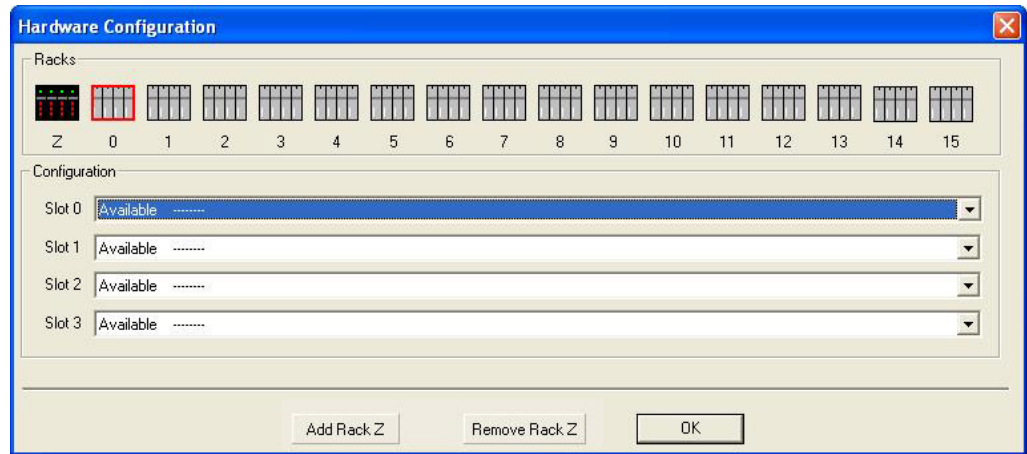 Hardware Configuration
Racks
Z 0 1 2 3 4 5 6 7 8 9 10 11 12 13 14 15
Configuration
Slot 0 Available --------
Slot 1 Available --------
Slot 2 Available --------
Slot 3 Available --------
Add Rack Z Remove Rack Z OK